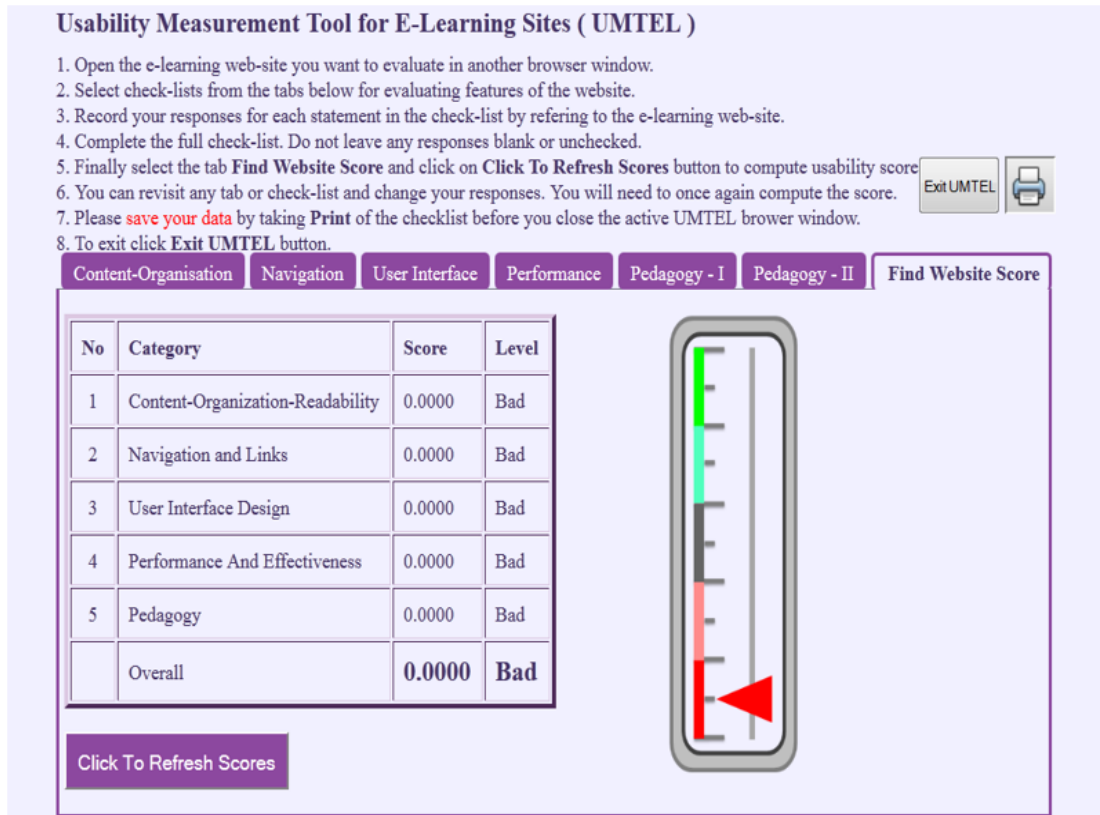 Usability Measurement Tool for E-Learning Sites ( UMTEL )
1. Open the e-learning web-site you want to evaluate in another browser window.
2. Select check-lists from the tabs below for evaluating features of the website.
3. Record your responses for each statement in the check-list by refering to the e-learning web-site.
4. Complete the full check-list. Do not leave any responses blank or unchecked.
5. Finally select the tab Find Website Score and click on Click To Refresh Scores button to compute usability score
6. You can revisit any tab or check-list and change your responses. You will need to once again compute the score.
7. Please save your data by taking Print of the checklist before you close the active UMTEL brower window.
8. To exit click Exit UMTEL button.
Exit UMTEL
Content-Organisation Navigation User Interface Performance Pedagogy - I Pedagogy - II Find Website Score
No Category Score Level
1 Content-Organization-Readability 0.0000 Bad
2 Navigation and Links 0.0000 Bad
3 User Interface Design 0.0000 Bad
4 Performance And Effectiveness 0.0000 Bad
5 Pedagogy 0.0000 Bad
Overall 0.0000 Bad
Click To Refresh Scores